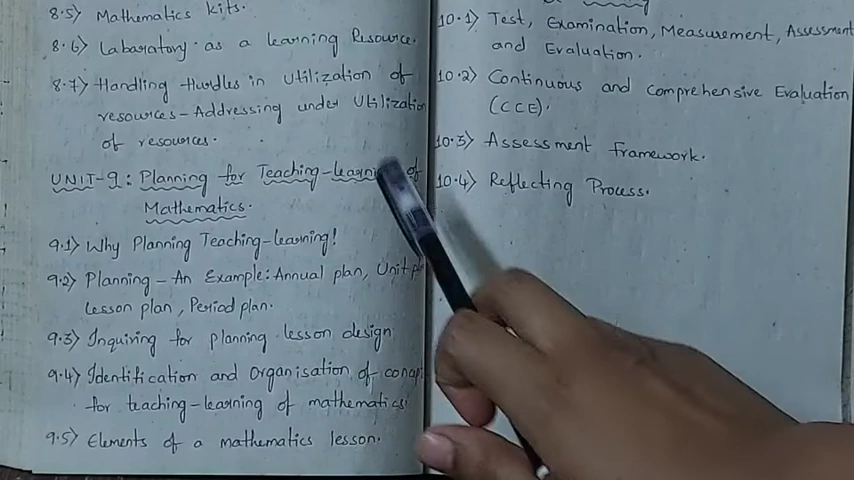 8.5) Mathematics kits.
8.6) Labaratory as a learning Resource.
8.7) Handling Hurdles in Utilization of
resources - Addressing under Utilization
of resources.
UNIT-9: Planning for Teaching-learning of
Mathematics.
9.1) Why Planning Teaching-learning!
9.2) Planning - An Example: Annual plan, Unit
lesson plan, Period plan.
9.3) Inquiring for planning lesson design
9.4) Identification and Organisation of
for teaching-learning of mathematics
9.5) Elements of a mathematics lesson.
10.1) Test, Examination, Measurement, Assessment
and Evaluation.
10.2) Continuous and Comprehensive Evaluation
(CCE).
10.3) Assessment framework.
10.4) Reflecting Process.